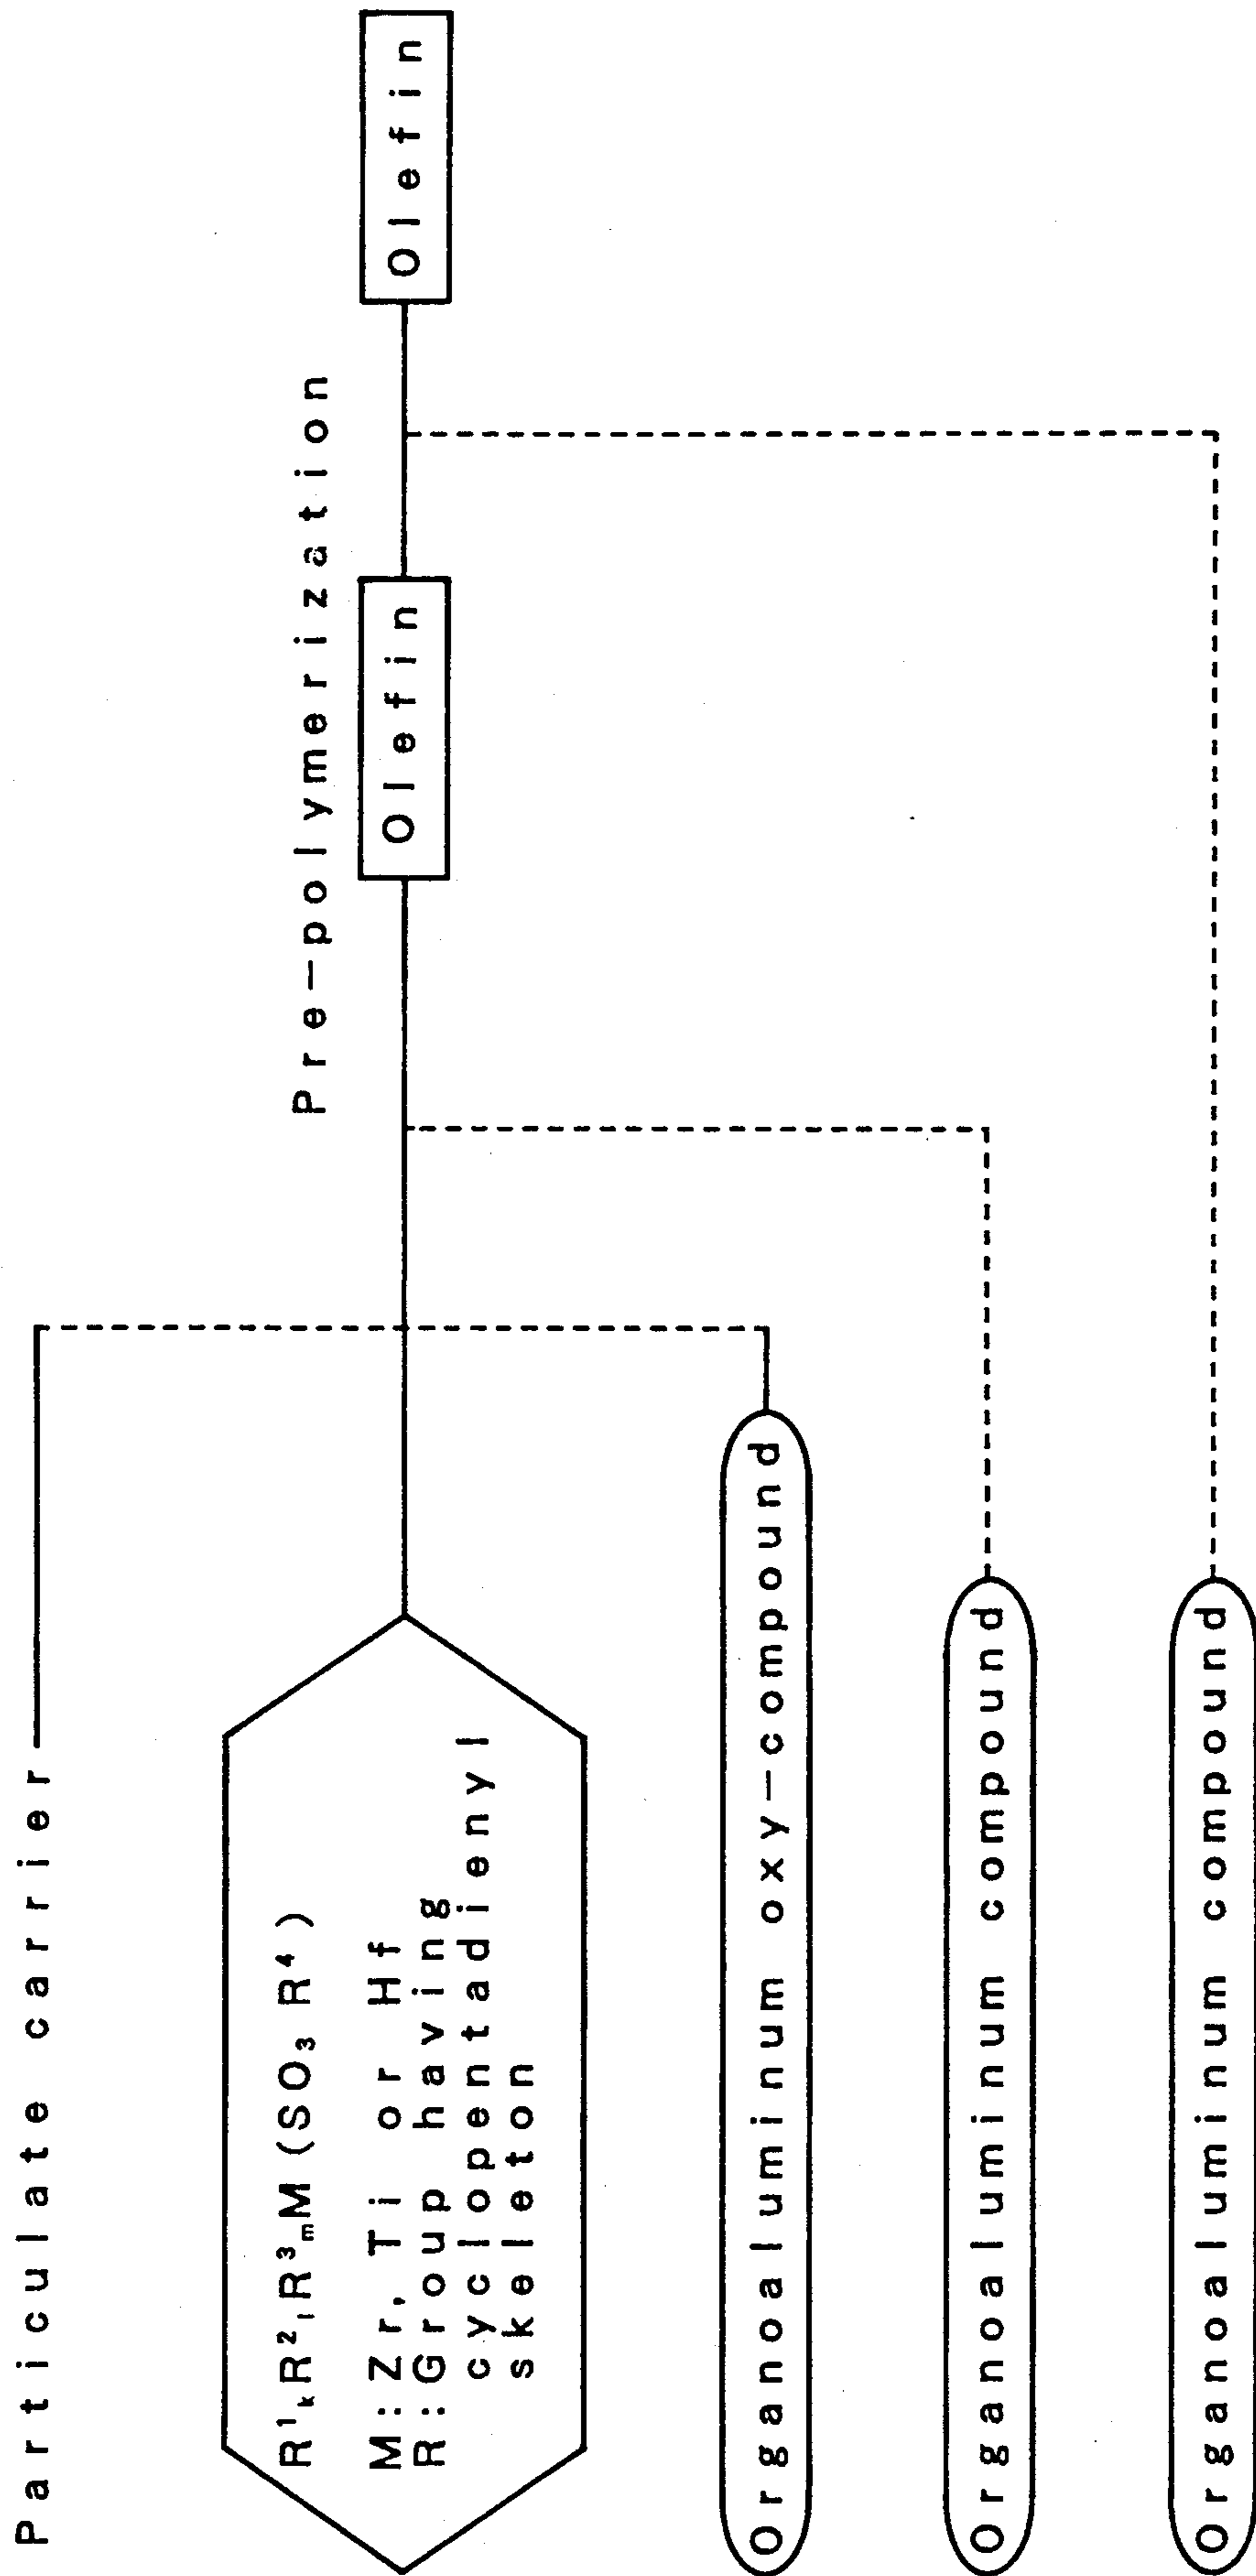 Particulate carrier
R¹ₖR²ₗR³ₘM(SO₃R⁴)
M:Zr, Ti or Hf
R:Group having
cyclopentadienyl
skeleton
Pre-polymerization
Olefin
Olefin
Organoaluminum oxy-compound
Organoaluminum compound
Organoaluminum compound